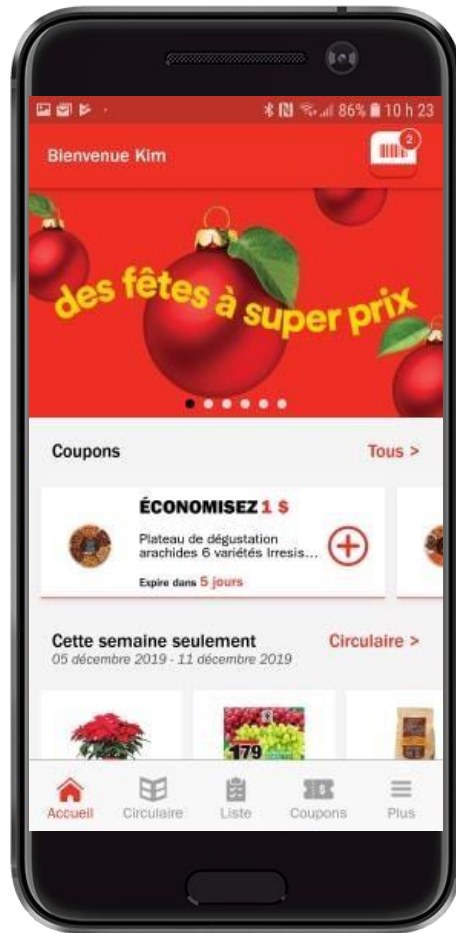 86% 10 h 23
Bienvenue Kim
2
des fêtes à super prix
Coupons
Tous >
ÉCONOMISEZ 1 $
Plateau de dégustation
arachides 6 variétés Irresis...
Expire dans 5 jours
Cette semaine seulement
Circulaire >
05 décembre 2019 - 11 décembre 2019
179
Accueil
Circulaire
Liste
Coupons
Plus